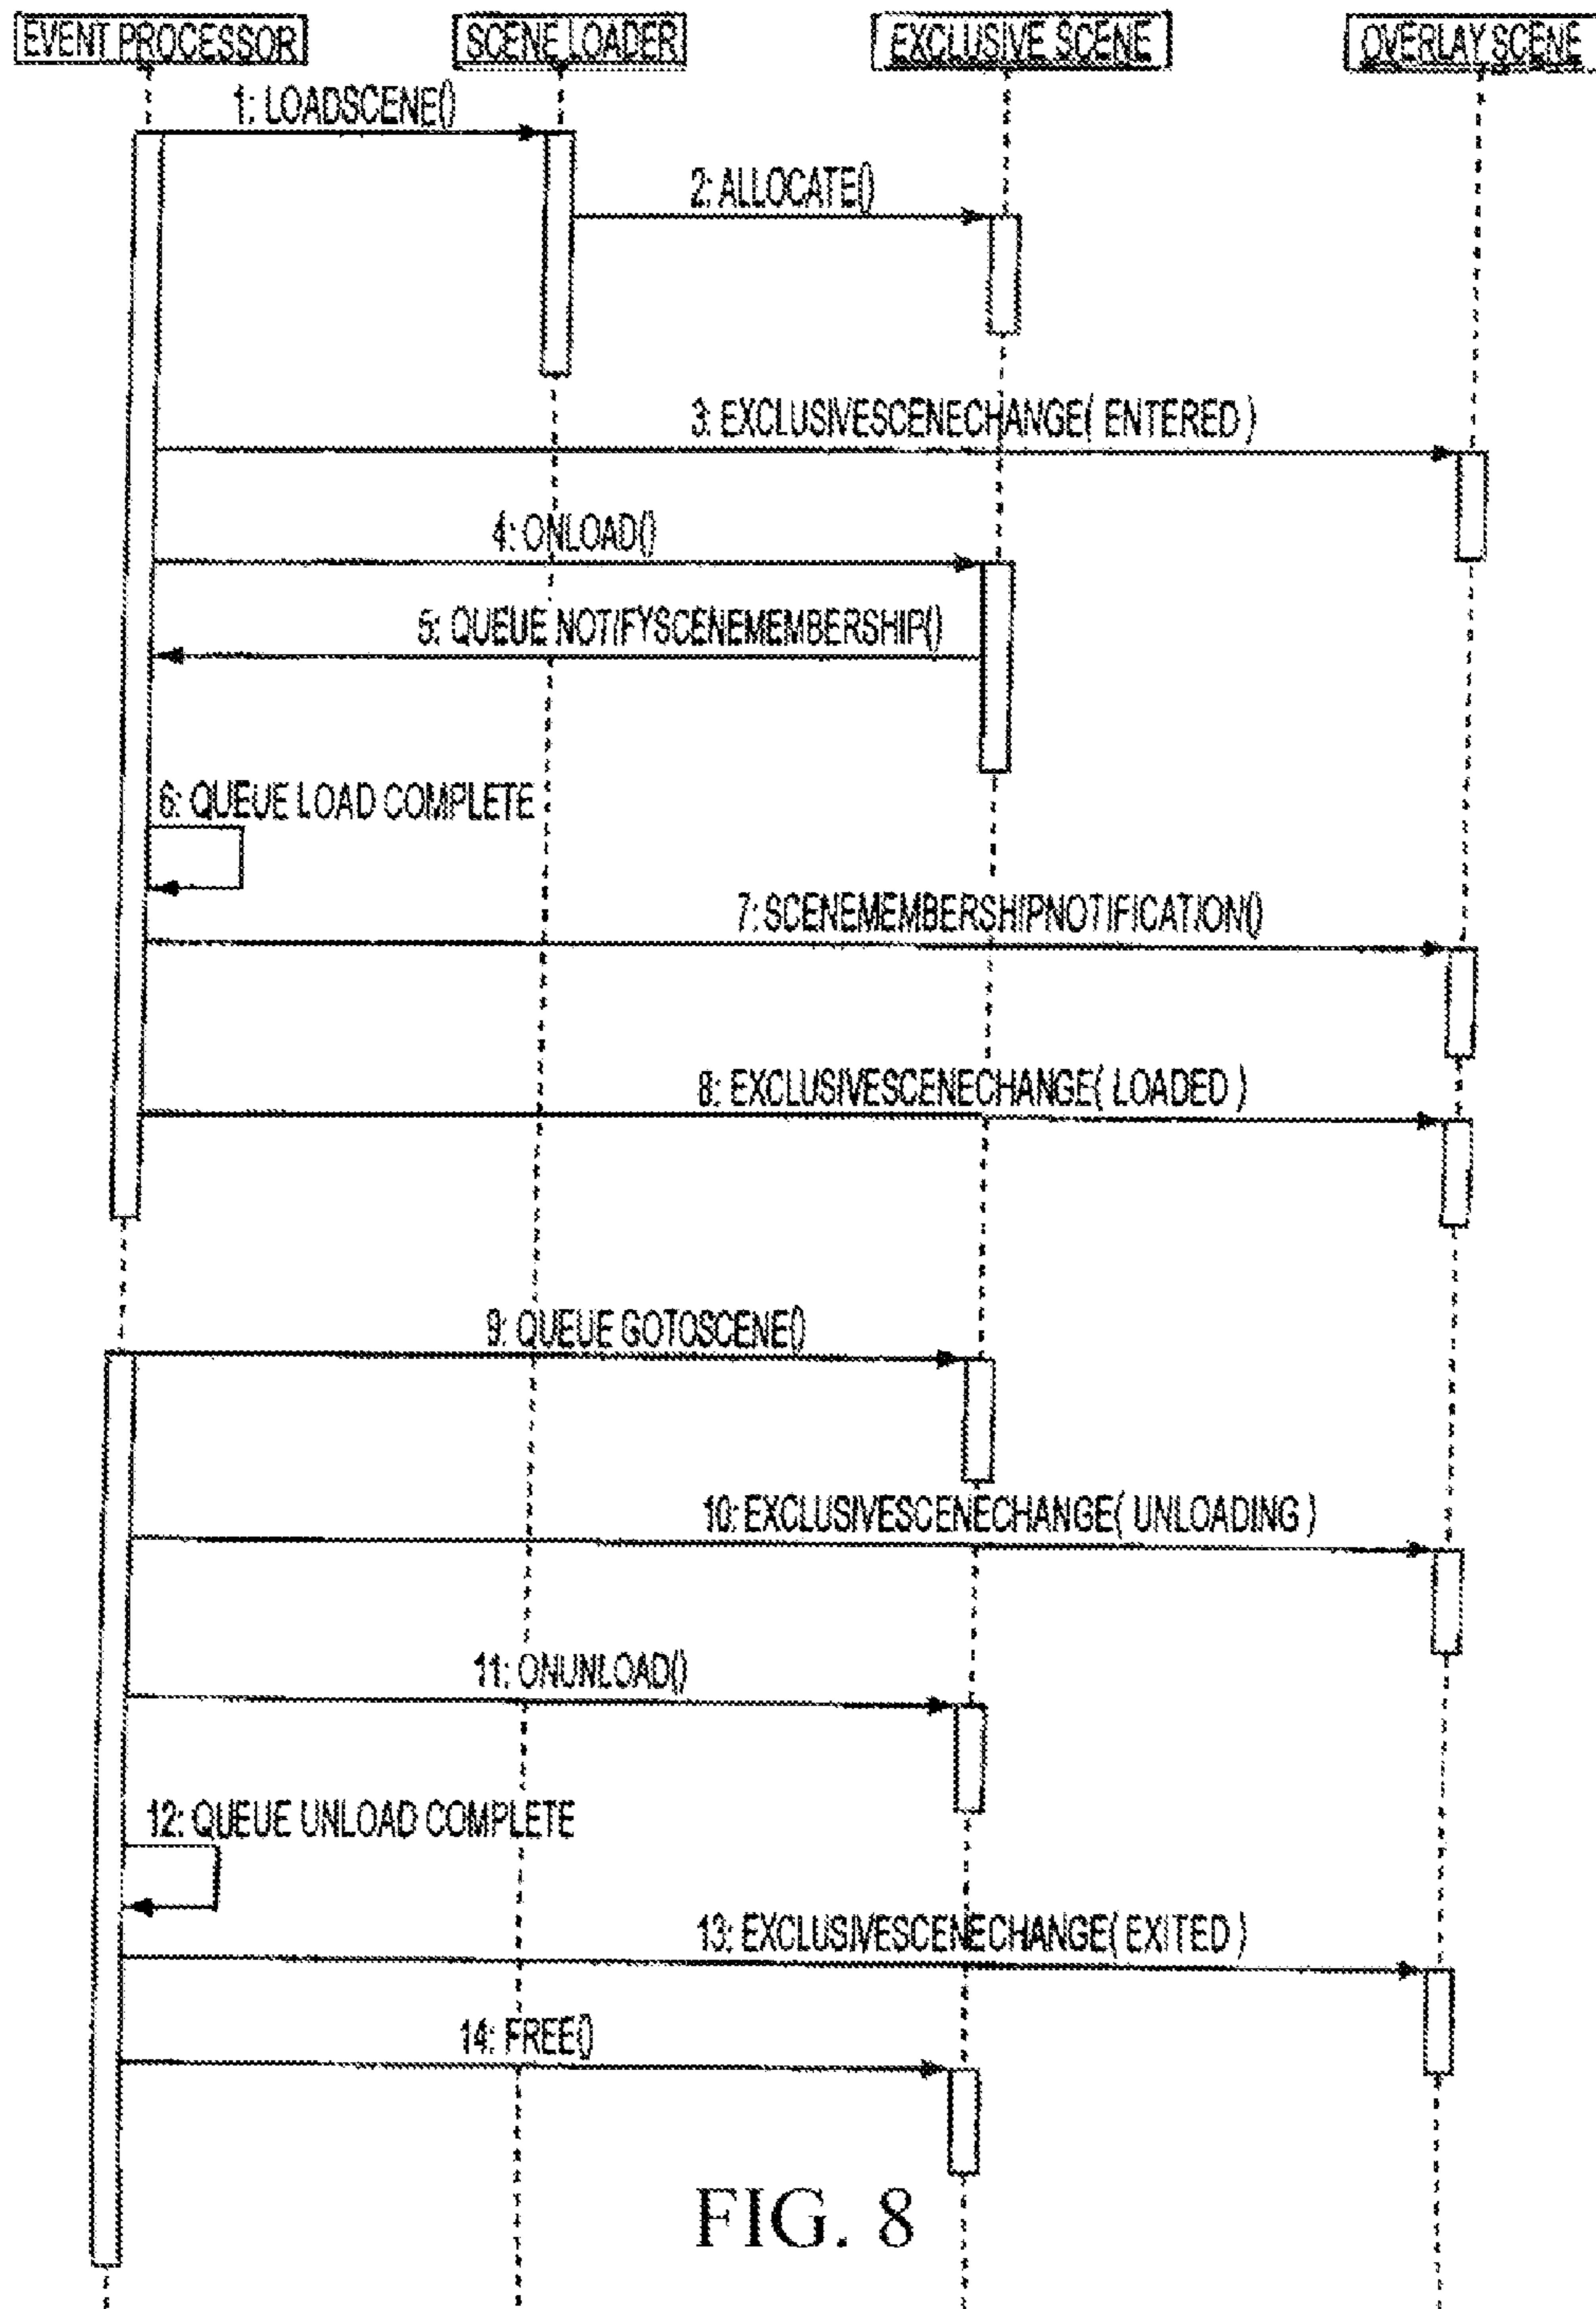 EVENT PROCESSOR
SCENE LOADER
EXCLUSIVE SCENE
OVERLAY SCENE
1: LOADSCENE()
2: ALLOCATE()
3: EXCLUSIVESCENECHANGE( ENTERED )
4: ONLOAD()
5: QUEUE NOTIFYSCENEMEMBERSHIP()
6: QUEUE LOAD COMPLETE
7: SCENEMEMBERSHIPNOTIFICATION()
8: EXCLUSIVESCENECHANGE( LOADED )
9: QUEUE GOTOSCENE()
10: EXCLUSIVESCENECHANGE( UNLOADING )
11: ONUNLOAD()
12: QUEUE UNLOAD COMPLETE
13: EXCLUSIVESCENECHANGE( EXITED )
14: FREE()
FIG. 8